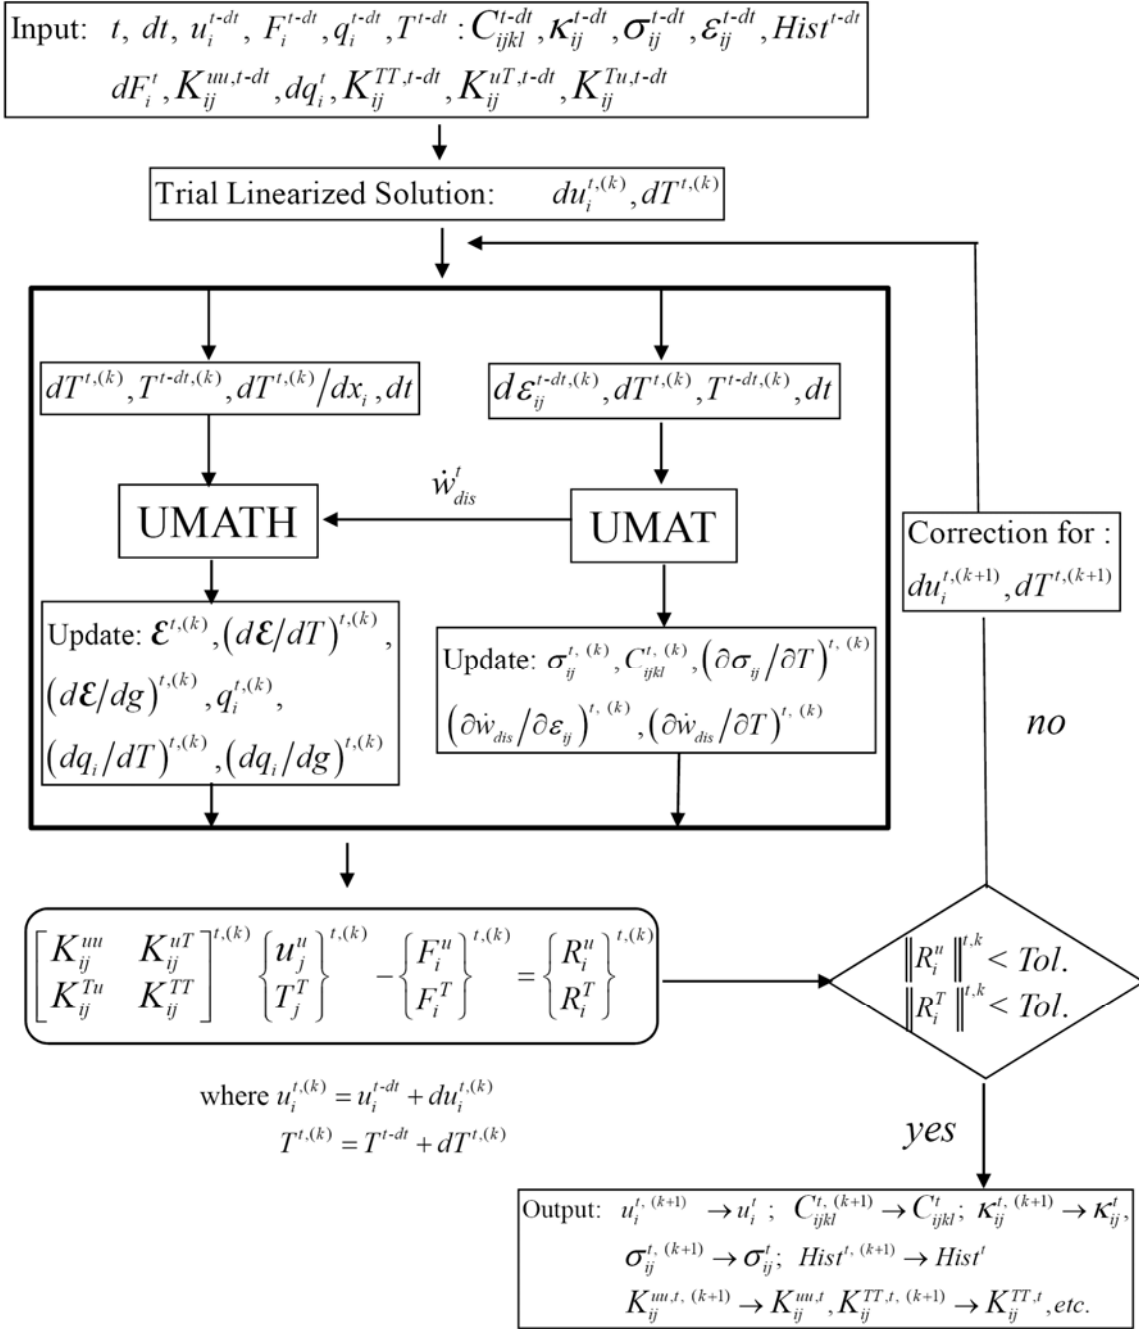 Input: t, dt, u_i^{t-dt}, F_i^{t-dt}, q_i^{t-dt}, T^{t-dt} : C_{ijkl}^{t-dt}, κ_{ij}^{t-dt}, σ_{ij}^{t-dt}, ε_{ij}^{t-dt}, Hist^{t-dt}
dF_i^t, K_{ij}^{uu,t-dt}, dq_i^t, K_{ij}^{TT,t-dt}, K_{ij}^{uT,t-dt}, K_{ij}^{Tu,t-dt}
Trial Linearized Solution: du_i^{t,(k)}, dT^{t,(k)}
dT^{t,(k)}, T^{t-dt,(k)}, dT^{t,(k)}/dx_i, dt
dε_{ij}^{t-dt,(k)}, dT^{t,(k)}, T^{t-dt,(k)}, dt
ẇ_{dis}^t
UMATH
UMAT
Update: ℰ^{t,(k)}, (dℰ/dT)^{t,(k)},
(dℰ/dg)^{t,(k)}, q_i^{t,(k)},
(dq_i/dT)^{t,(k)}, (dq_i/dg)^{t,(k)}
Update: σ_{ij}^{t, (k)}, C_{ijkl}^{t, (k)}, (∂σ_{ij}/∂T)^{t, (k)}
(∂ẇ_{dis}/∂ε_{ij})^{t, (k)}, (∂ẇ_{dis}/∂T)^{t, (k)}
Correction for :
du_i^{t,(k+1)}, dT^{t,(k+1)}
no
[K_{ij}^{uu} K_{ij}^{uT}; K_{ij}^{Tu} K_{ij}^{TT}]^{t,(k)} {u_j^u; T_j^T}^{t,(k)} - {F_i^u; F_i^T}^{t,(k)} = {R_i^u; R_i^T}^{t,(k)}
‖R_i^u‖^{t,k} < Tol.
‖R_i^T‖^{t,k} < Tol.
where u_i^{t,(k)} = u_i^{t-dt} + du_i^{t,(k)}
T^{t,(k)} = T^{t-dt} + dT^{t,(k)}
yes
Output: u_i^{t, (k+1)} → u_i^t ; C_{ijkl}^{t, (k+1)} → C_{ijkl}^t; κ_{ij}^{t, (k+1)} → κ_{ij}^t,
σ_{ij}^{t, (k+1)} → σ_{ij}^t; Hist^{t, (k+1)} → Hist^t
K_{ij}^{uu,t, (k+1)} → K_{ij}^{uu,t}, K_{ij}^{TT,t, (k+1)} → K_{ij}^{TT,t}, etc.